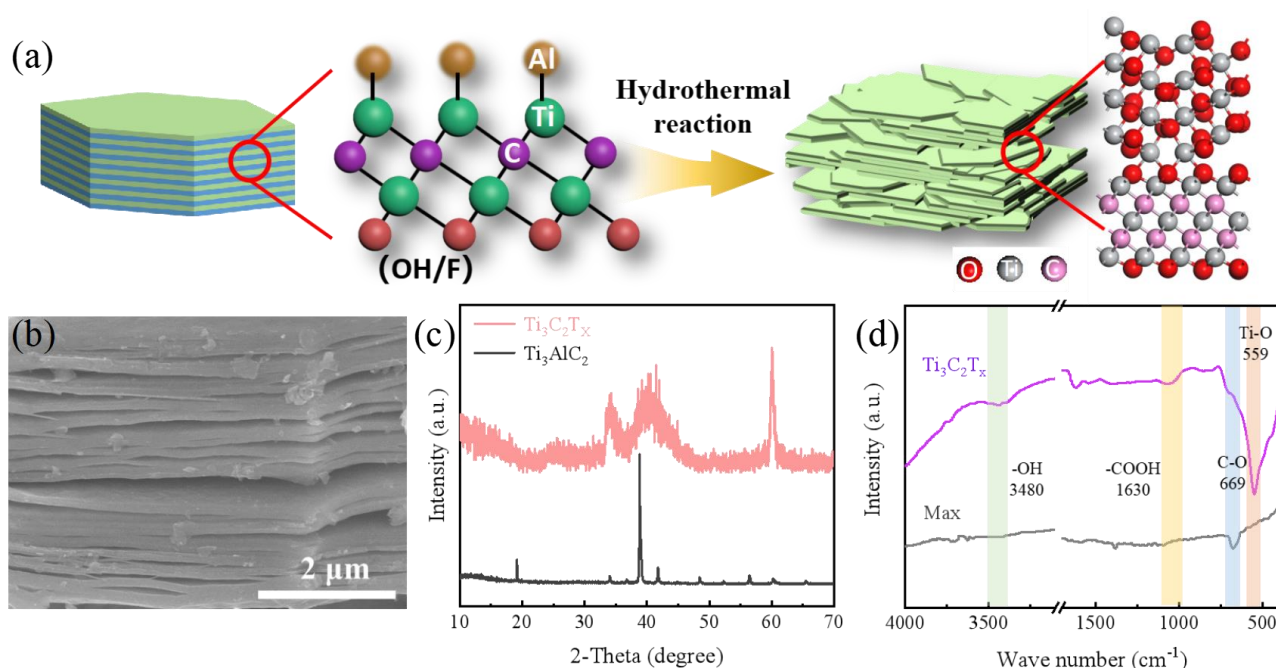 (a)
Al
Ti
C
(OH/F)
Hydrothermal
reaction
O Ti C
(b)
2 μm
(c)
Ti₃C₂Tₓ
Ti₃AlC₂
Intensity (a.u.)
10 20 30 40 50 60 70
2-Theta (degree)
(d)
Ti-O
559
Ti₃C₂Tₓ
-OH
3480
-COOH
1630
C-O
669
Max
Intensity (a.u.)
4000 3500 1500 1000 500
Wave number (cm⁻¹)